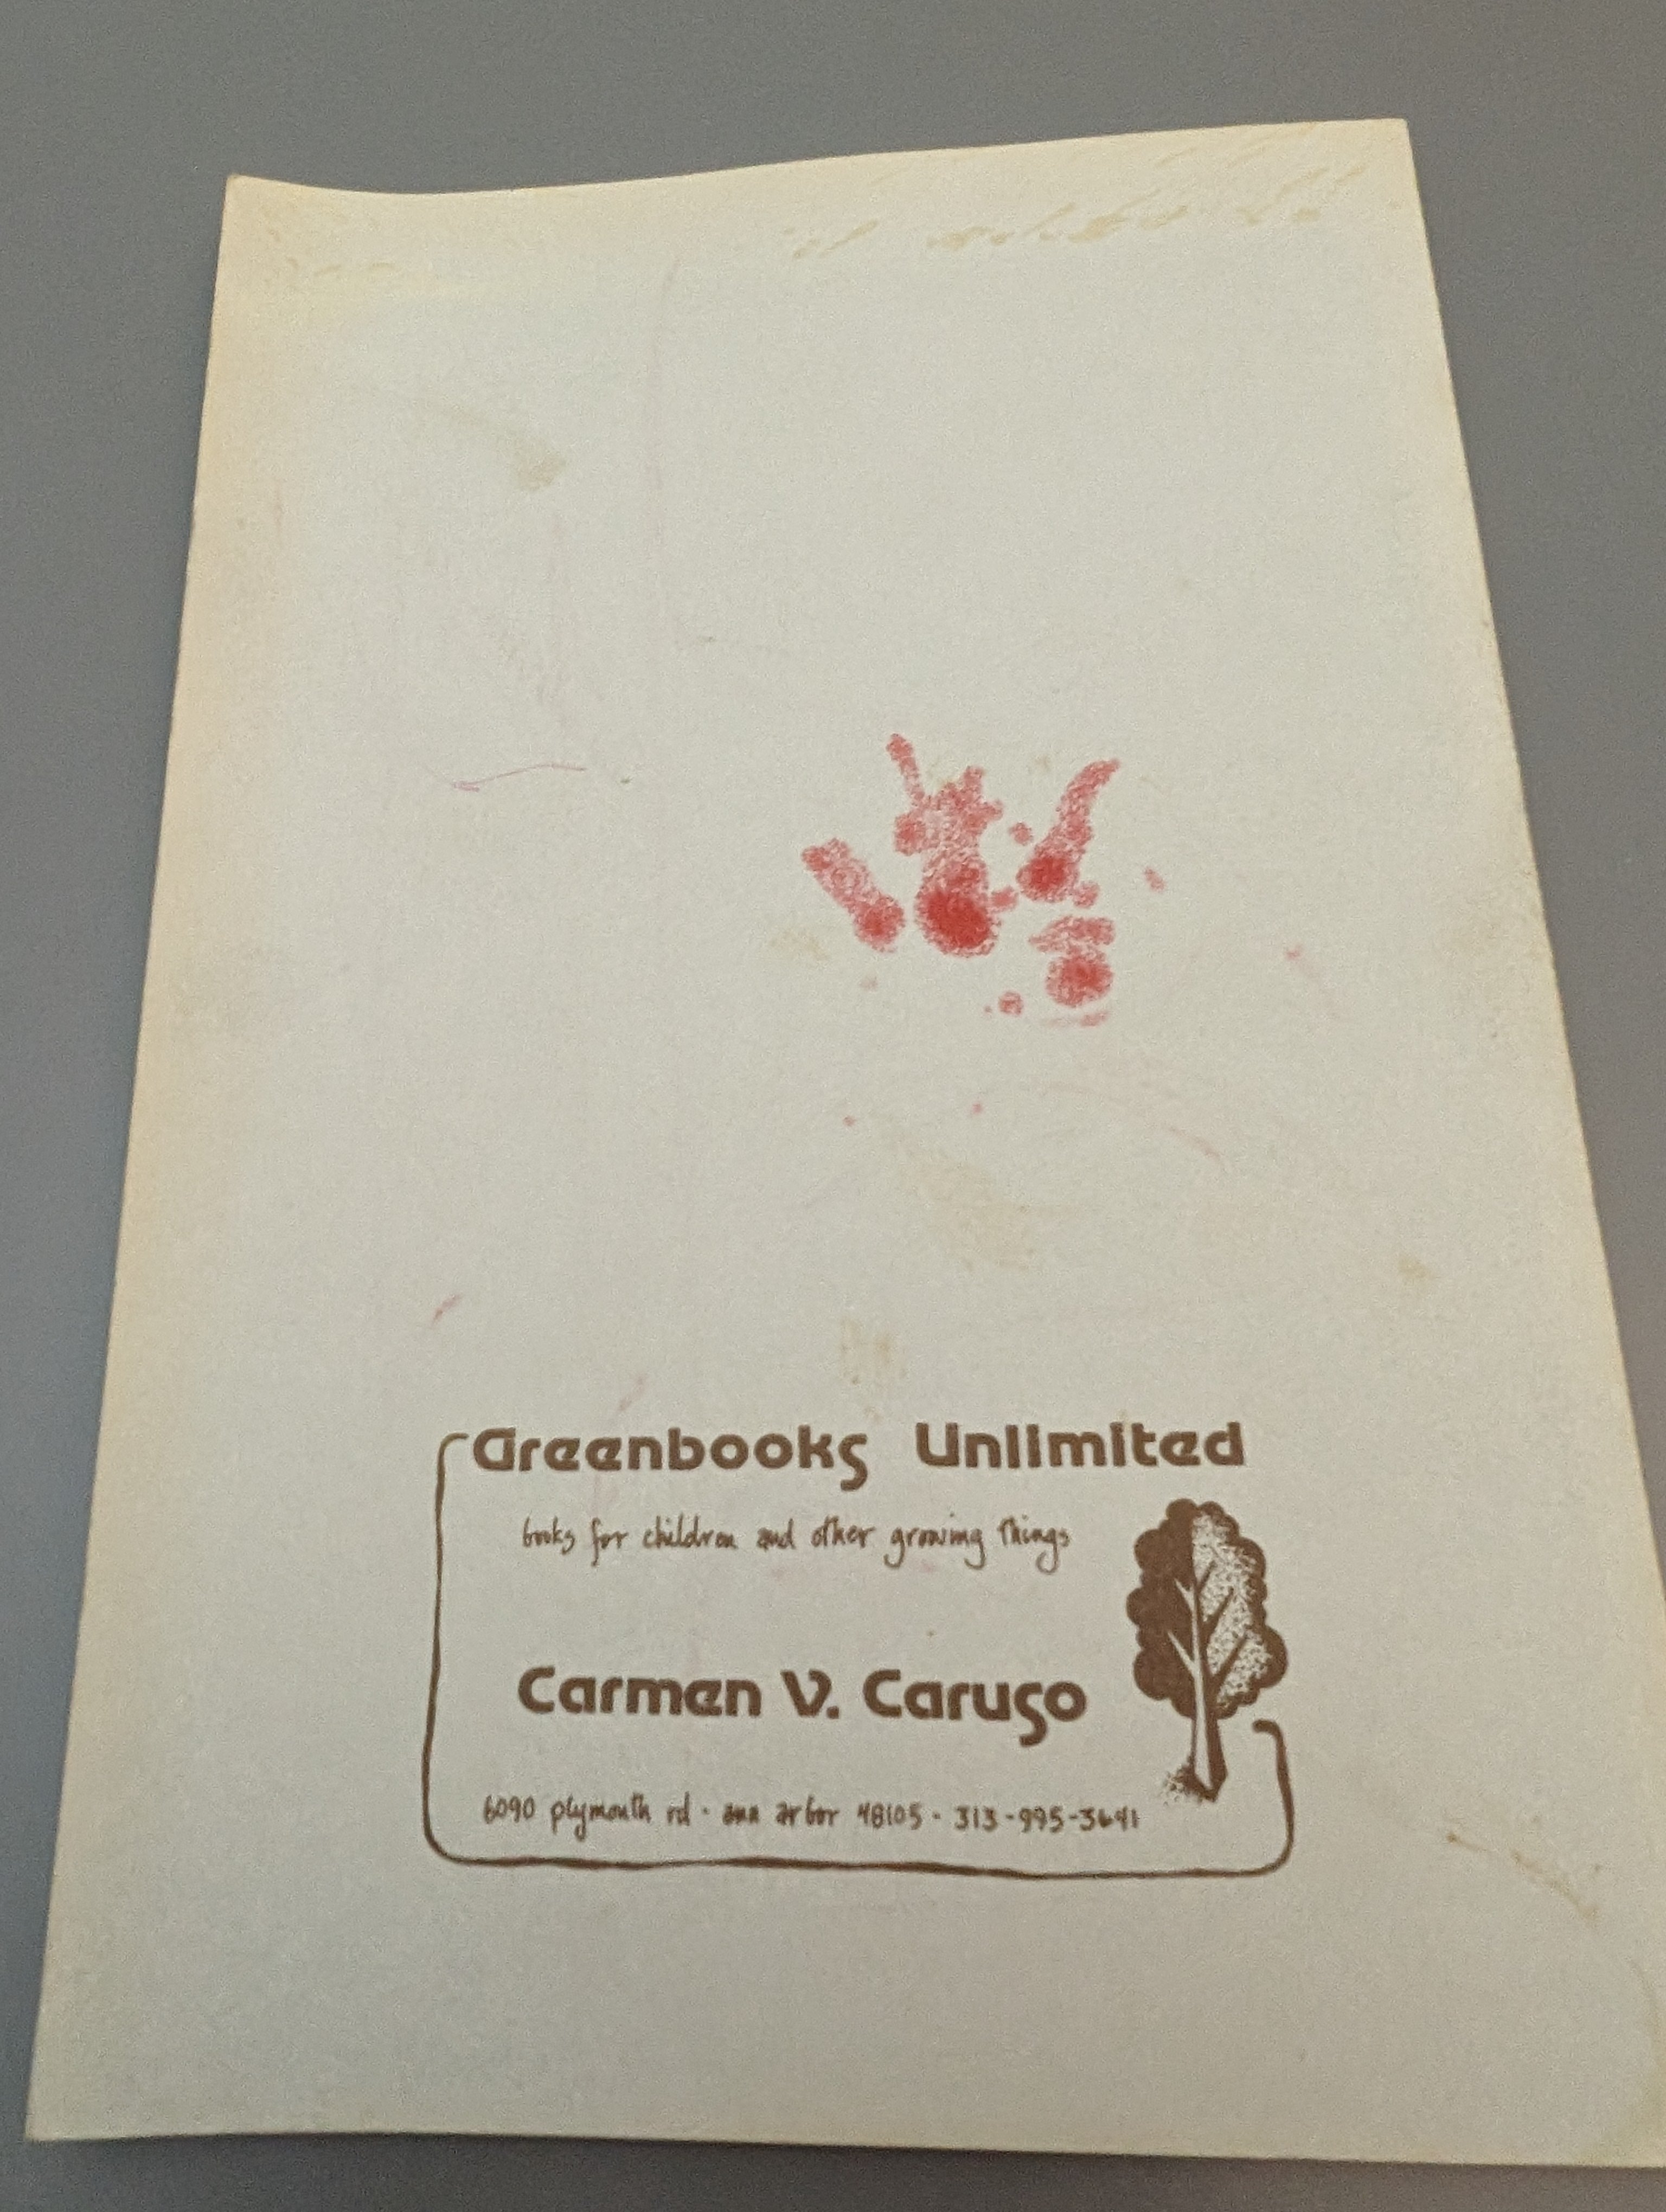 Greenbooks Unlimited
books for children and other growing things
Carmen V. Caruso
6090 plymouth rd · ann arbor 48105 · 313-995-3641